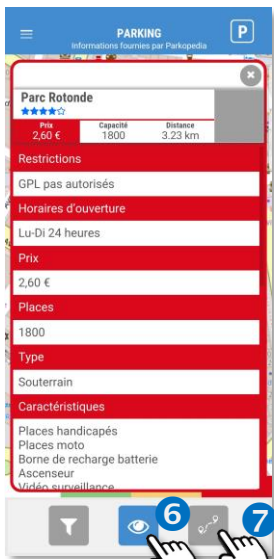 PARKING
Informations fournies par Parkopedia
P
Parc Rotonde
Prix Capacité Distance
2,60 € 1800 3.23 km
Restrictions
GPL pas autorisés
Horaires d'ouverture
Lu-Di 24 heures
Prix
2,60 €
Places
1800
Type
Souterrain
Caractéristiques
Places handicapés
Places moto
Borne de recharge batterie
Ascenseur
Vidéo surveillance
6
7